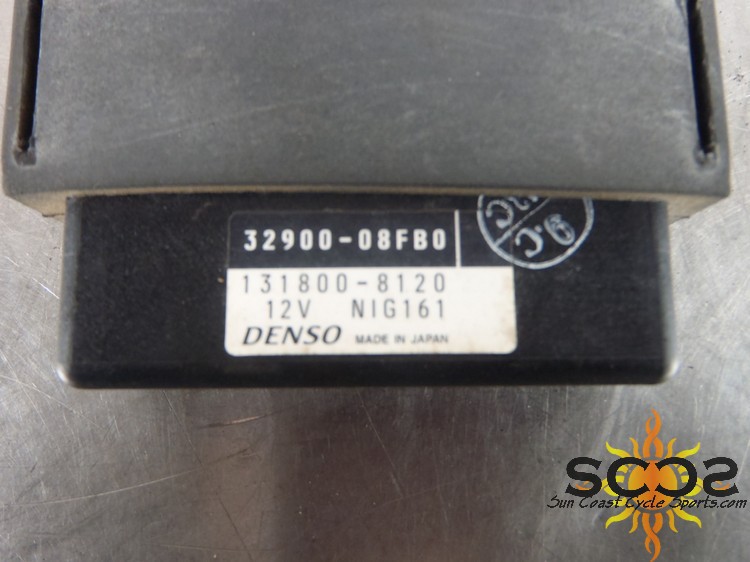 32900-08FB0
131800-8120
12V NIG161
DENSO MADE IN JAPAN
SCCS
Sun Coast Cycle Sports.com